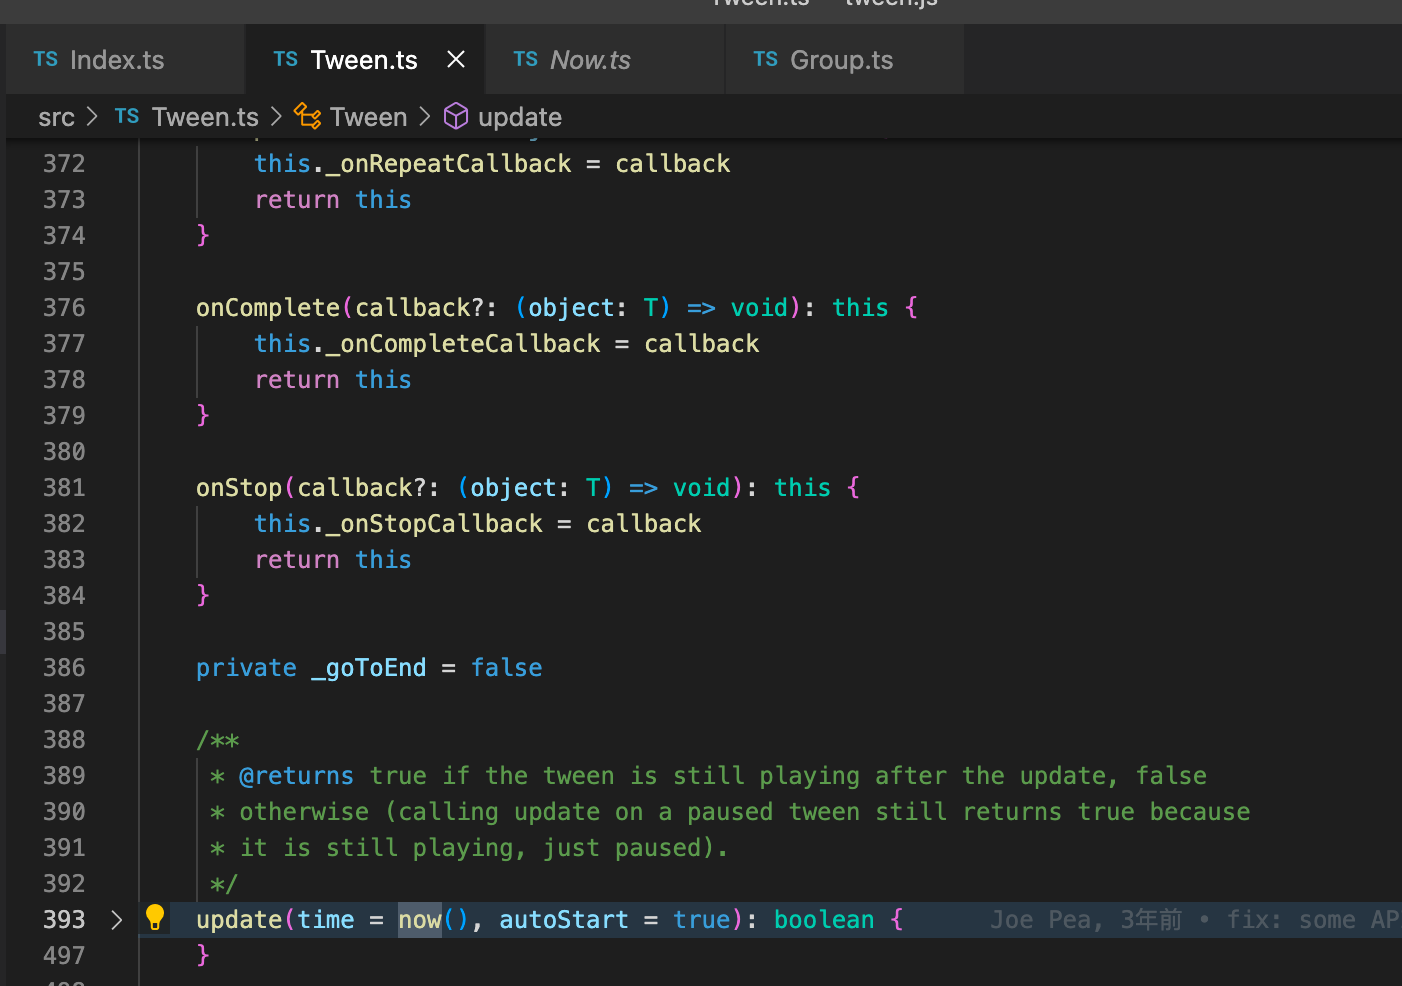 Tween.ts — tween.js
TS Index.ts TS Tween.ts TS Now.ts TS Group.ts
src > TS Tween.ts > Tween > update
372 this._onRepeatCallback = callback
373 return this
374 }
375
376 onComplete(callback?: (object: T) => void): this {
377 this._onCompleteCallback = callback
378 return this
379 }
380
381 onStop(callback?: (object: T) => void): this {
382 this._onStopCallback = callback
383 return this
384 }
385
386 private _goToEnd = false
387
388 /**
389 * @returns true if the tween is still playing after the update, false
390 * otherwise (calling update on a paused tween still returns true because
391 * it is still playing, just paused).
392 */
393 update(time = now(), autoStart = true): boolean { Joe Pea, 3年前 • fix: some AP
497 }